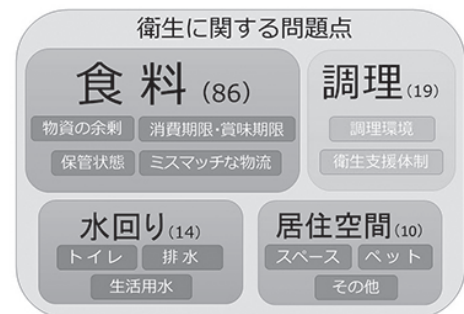 衛生に関する問題点
食料(86)
物資の余剰
消費期限・賞味期限
保管状態
ミスマッチな物流
調理(19)
調理環境
衛生支援体制
水回り(14)
トイレ
排水
生活用水
居住空間(10)
スペース
ペット
その他